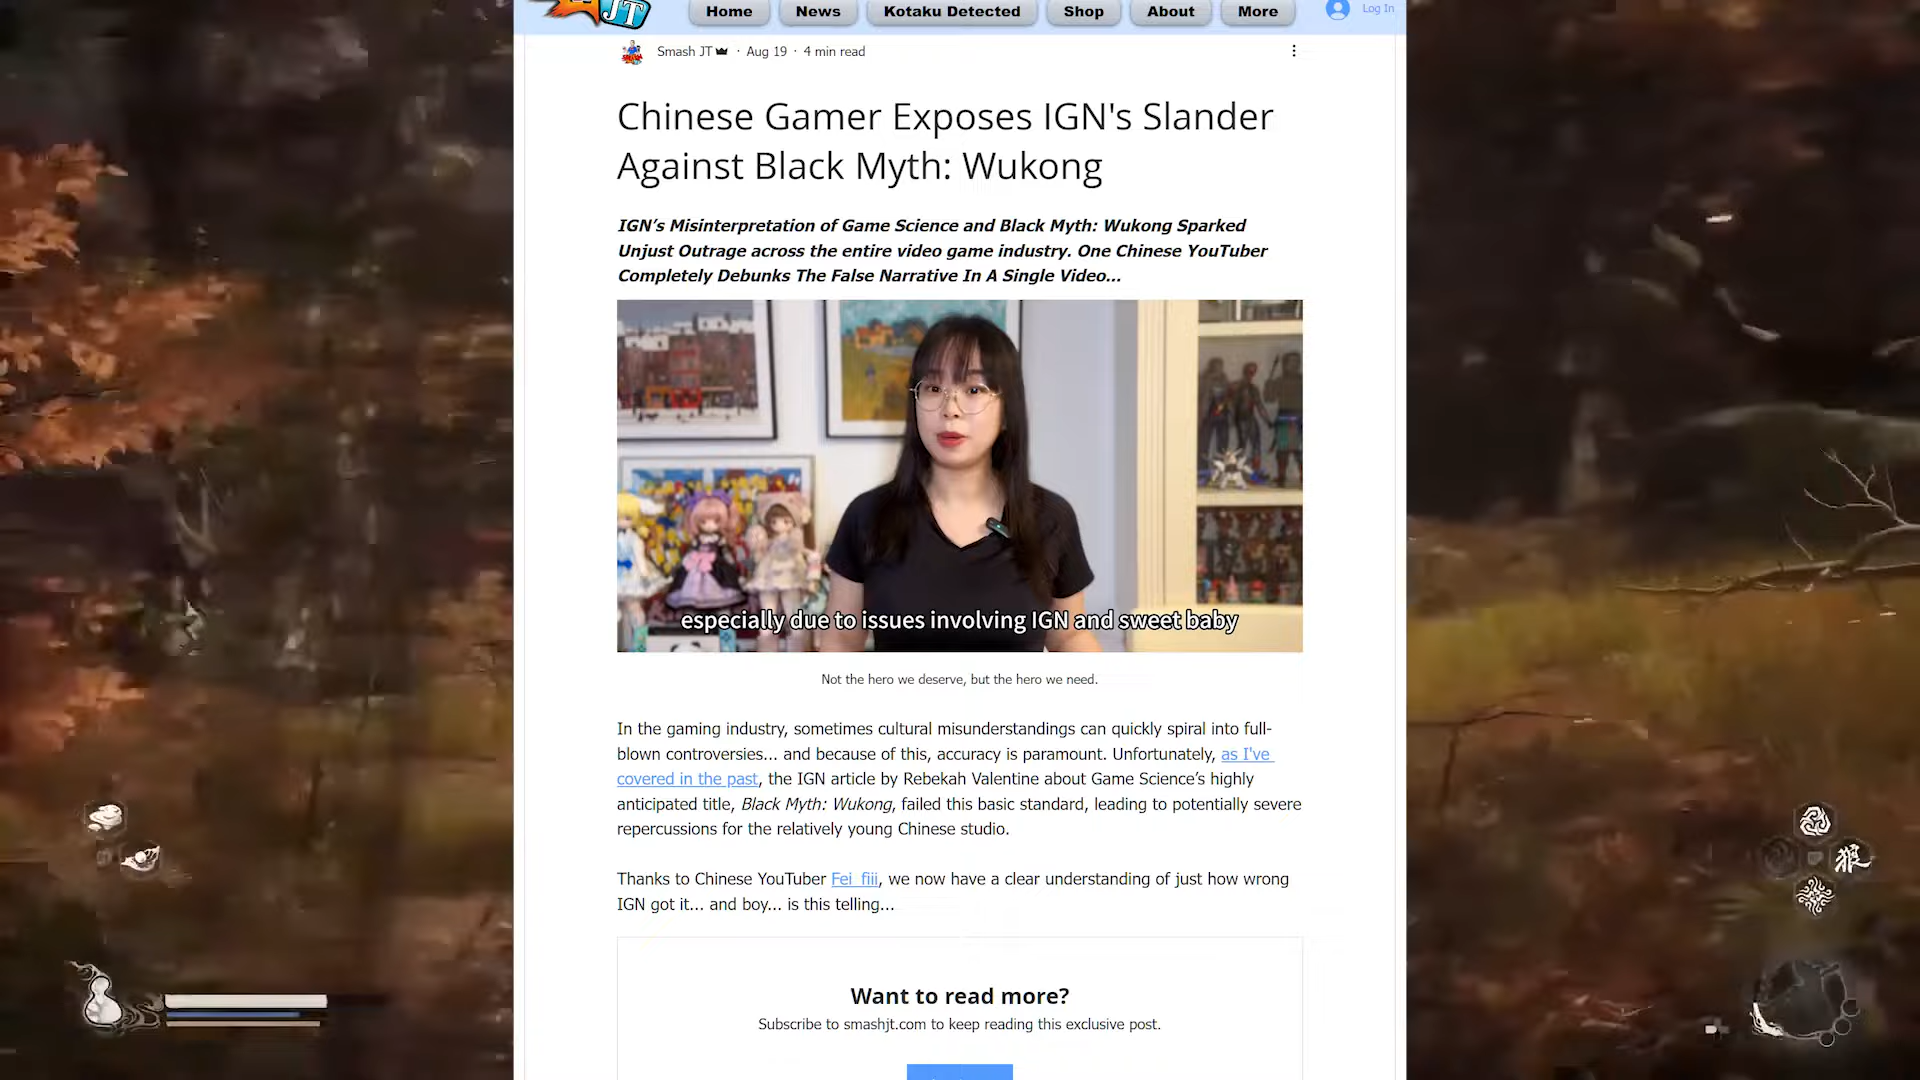 JT
Home
News
Kotaku Detected
Shop
About
More
Log In
Smash JT · Aug 19 · 4 min read
Chinese Gamer Exposes IGN's Slander
Against Black Myth: Wukong
IGN’s Misinterpretation of Game Science and Black Myth: Wukong Sparked
Unjust Outrage across the entire video game industry. One Chinese YouTuber
Completely Debunks The False Narrative In A Single Video...
especially due to issues involving IGN and sweet baby
Not the hero we deserve, but the hero we need.
In the gaming industry, sometimes cultural misunderstandings can quickly spiral into full-
blown controversies... and because of this, accuracy is paramount. Unfortunately, as I've
covered in the past, the IGN article by Rebekah Valentine about Game Science’s highly
anticipated title, Black Myth: Wukong, failed this basic standard, leading to potentially severe
repercussions for the relatively young Chinese studio.
Thanks to Chinese YouTuber Fei_fiii, we now have a clear understanding of just how wrong
IGN got it... and boy... is this telling...
狼
Want to read more?
Subscribe to smashjt.com to keep reading this exclusive post.